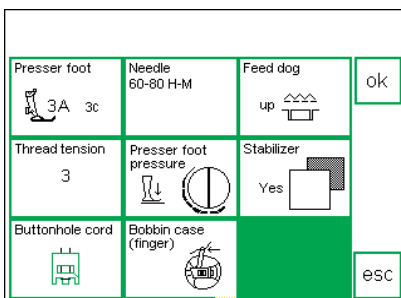 Presser foot
3A 3c
Needle
60-80 H-M
Feed dog
up
ok
Thread tension
3
Presser foot
pressure
Stabilizer
Yes
Buttonhole cord
Bobbin case
(finger)
esc